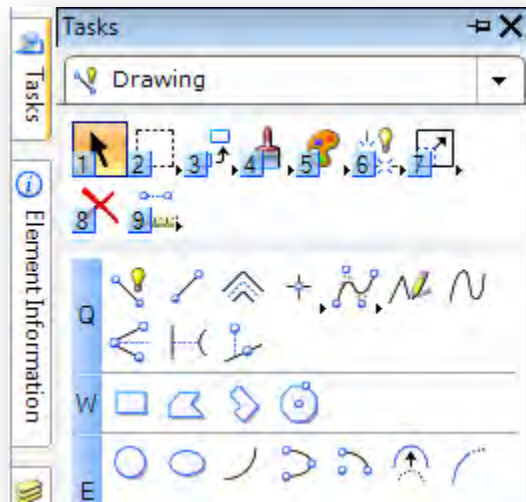 Tasks
Drawing
Tasks
1 2 3 4 5 6 7
8 9
Element Information
Q
W
E